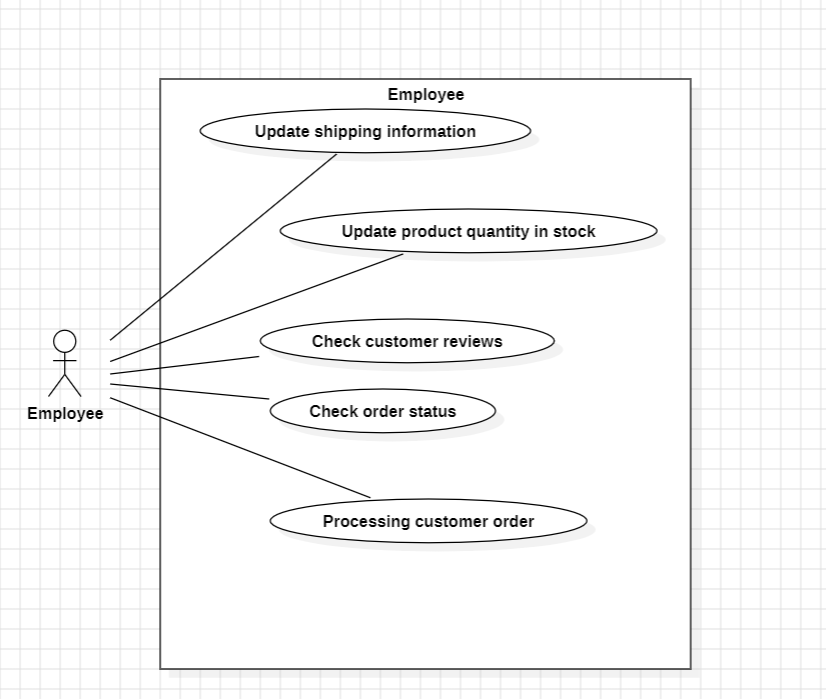 Employee
Update shipping information
Update product quantity in stock
Check customer reviews
Check order status
Employee
Processing customer order